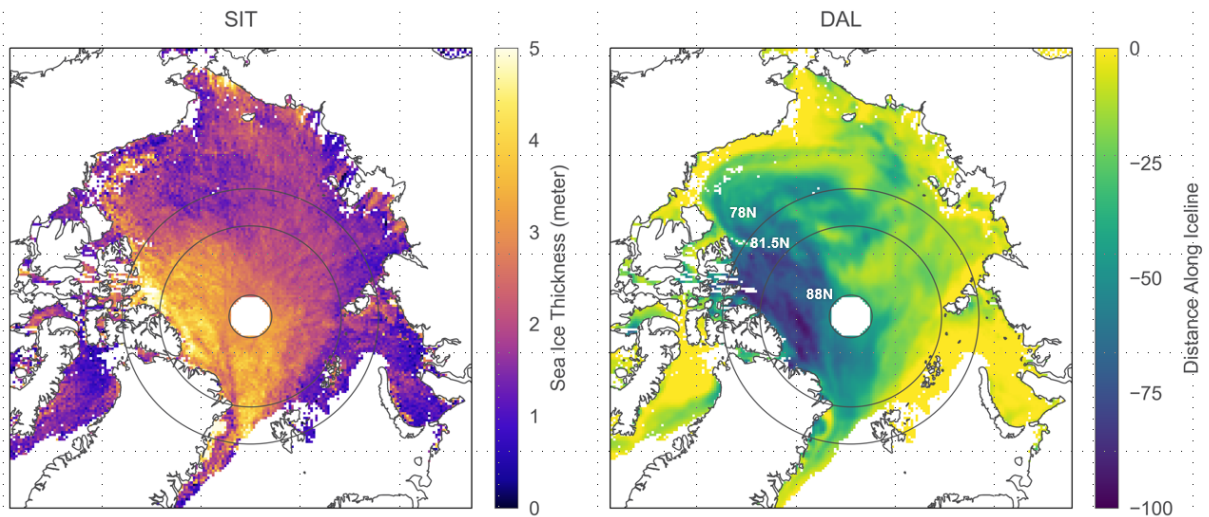 SIT
5
4
3
2
1
0
Sea Ice Thickness (meter)
DAL
78N
81.5N
88N
0
−25
−50
−75
−100
Distance Along Iceline